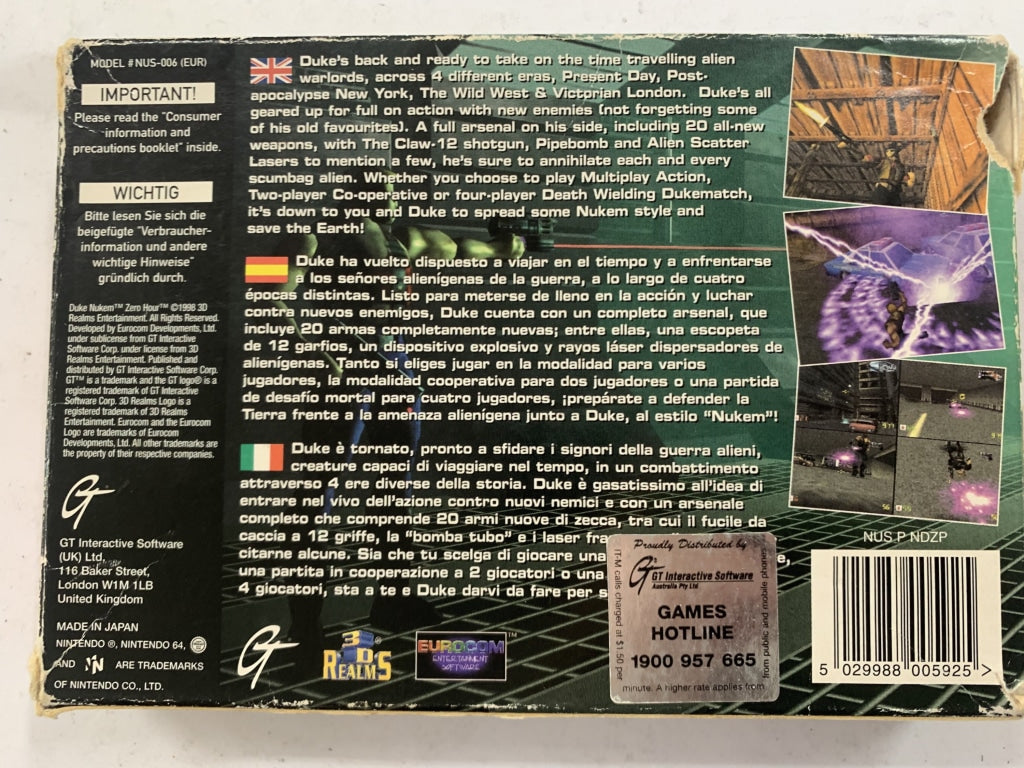 MODEL # NUS-006 (EUR)
IMPORTANT!
Please read the "Consumer
information and
precautions booklet" inside.
WICHTIG
Bitte lesen Sie sich die
beigefügte "Verbraucher-
information und andere
wichtige Hinweise"
gründlich durch.
Duke Nukem™ Zero Hour™ ©1998 3D
Realms Entertainment. All Rights Reserved.
Developed by Eurocom Developments, Ltd.
under sublicense from GT Interactive
Software Corp. under license from 3D
Realms Entertainment. Published and
distributed by GT Interactive Software Corp.
GT™ is a trademark and the GT logo® is a
registered trademark of GT Interactive
Software Corp. 3D Realms Logo is a
registered trademark of 3D Realms
Entertainment. Eurocom and the Eurocom
Logo are trademarks of Eurocom
Developments, Ltd. All other trademarks are
the property of their respective companies.
GT
GT Interactive Software
(UK) Ltd.
116 Baker Street,
London W1M 1LB
United Kingdom
MADE IN JAPAN
NINTENDO ®, NINTENDO 64,
AND N ARE TRADEMARKS
OF NINTENDO CO., LTD.
Duke's back and ready to take on the time travelling alien
warlords, across 4 different eras, Present Day, Post-
apocalypse New York, The Wild West & Victorian London. Duke's all
geared up for full on action with new enemies (not forgetting some
of his old favourites). A full arsenal on his side, including 20 all-new
weapons, with The Claw-12 shotgun, Pipebomb and Alien Scatter
Lasers to mention a few, he's sure to annihilate each and every
scumbag alien. Whether you choose to play Multiplay Action,
Two-player Co-operative or four-player Death Wielding Dukematch,
it's down to you and Duke to spread some Nukem style and
save the Earth!
Duke ha vuelto dispuesto a viajar en el tiempo y a enfrentarse
a los señores alienígenas de la guerra, a lo largo de cuatro
épocas distintas. Listo para meterse de lleno en la acción y luchar
contra nuevos enemigos, Duke cuenta con un completo arsenal, que
incluye 20 armas completamente nuevas; entre ellas, una escopeta
de 12 garfios, un dispositivo explosivo y rayos láser dispersadores de
alienígenas. Tanto si eliges jugar en la modalidad para varios
jugadores, la modalidad cooperativa para dos jugadores o una partida
de desafío mortal para cuatro jugadores, ¡prepárate a defender la
Tierra frente a la amenaza alienígena junto a Duke, al estilo "Nukem"!
Duke è tornato, pronto a sfidare i signori della guerra alieni,
creature capaci di viaggiare nel tempo, in un combattimento
attraverso 4 ere diverse della storia. Duke è gasatissimo all'idea di
entrare nel vivo dell'azione contro nuovi nemici e con un arsenale
completo che comprende 20 armi nuove di zecca, tra cui il fucile da
caccia a 12 griffe, la "bomba tubo" e i laser fra
citarne alcune. Sia che tu scelga di giocare una e,
una partita in cooperazione a 2 giocatori o una
4 giocatori, sta a te e Duke darvi da fare per s
GT
3D REALMS
EUROCOM™
ENTERTAINMENT
SOFTWARE
Proudly Distributed by
GT Interactive Software
Australia Pty Ltd
GAMES
HOTLINE
1900 957 665
IT-M calls charged at $1.50 per
minute. A higher rate applies from
from public and mobile phones
NUS P NDZP
5 029988 005925 >